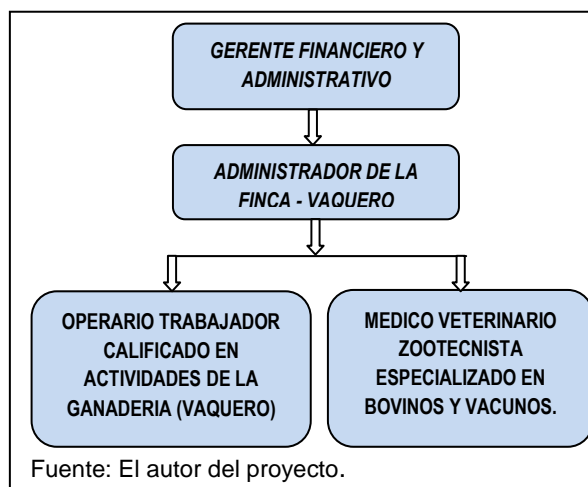 GERENTE FINANCIERO Y
ADMINISTRATIVO
ADMINISTRADOR DE LA
FINCA - VAQUERO
OPERARIO TRABAJADOR
CALIFICADO EN
ACTIVIDADES DE LA
GANADERIA (VAQUERO)
MEDICO VETERINARIO
ZOOTECNISTA
ESPECIALIZADO EN
BOVINOS Y VACUNOS.
Fuente: El autor del proyecto.